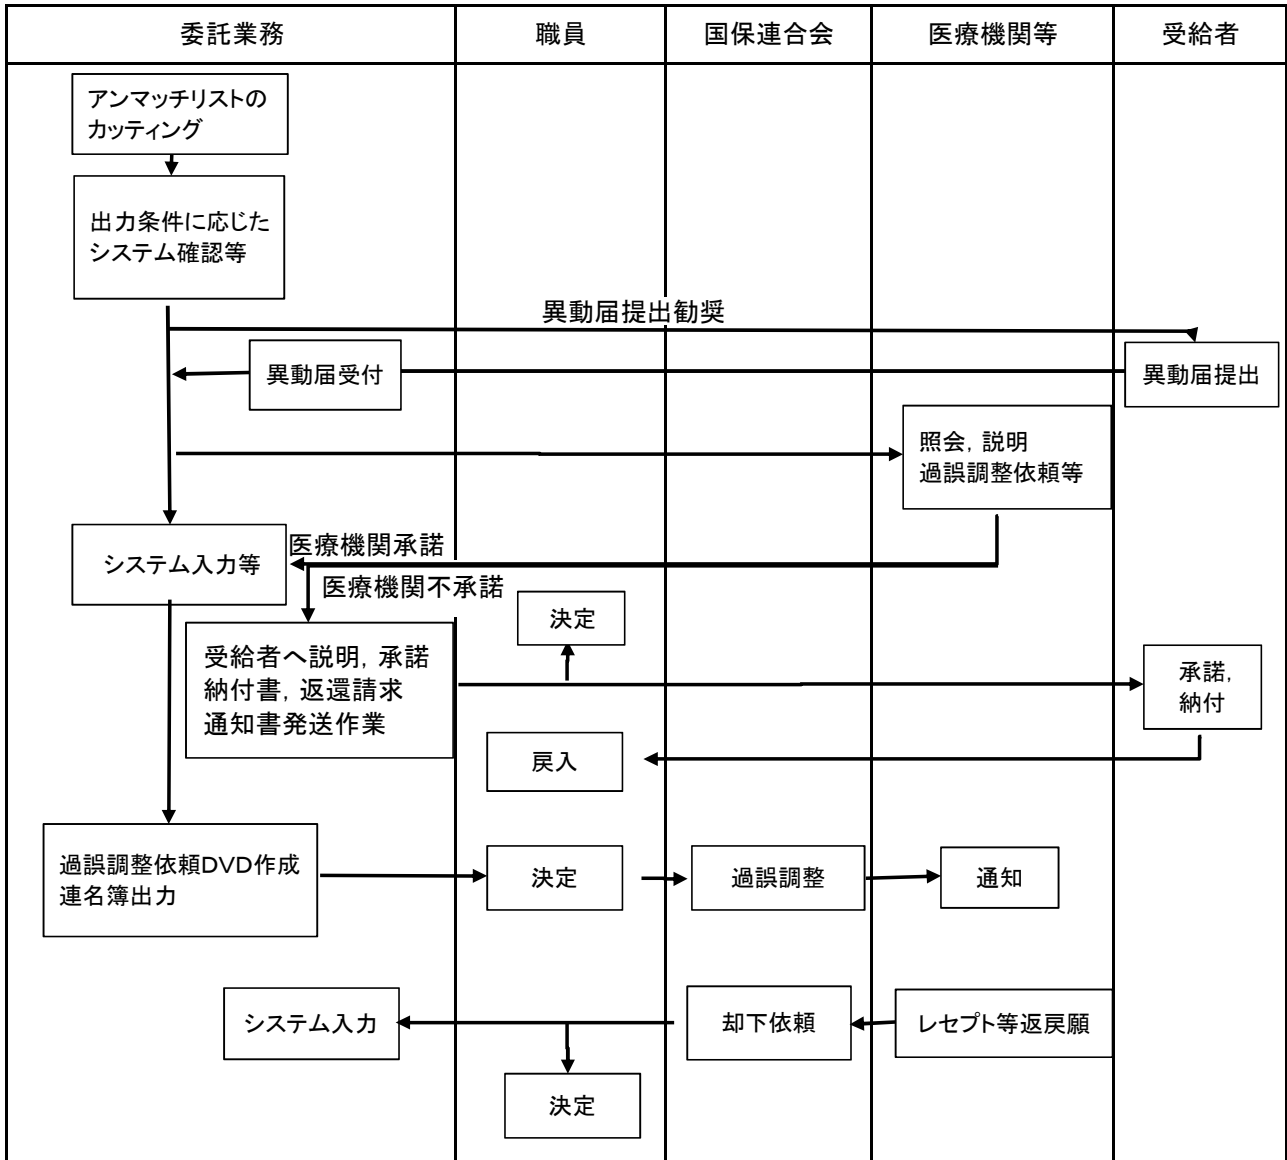 委託業務
職員
国保連合会
医療機関等
受給者
アンマッチリストの
カッティング
出力条件に応じた
システム確認等
異動届提出勧奨
異動届受付
異動届提出
照会，説明
過誤調整依頼等
医療機関承諾
システム入力等
医療機関不承諾
決定
受給者へ説明，承諾
納付書，返還請求
通知書発送作業
承諾，
納付
戻入
過誤調整依頼DVD作成
連名簿出力
決定
過誤調整
通知
システム入力
却下依頼
レセプト等返戻願
決定